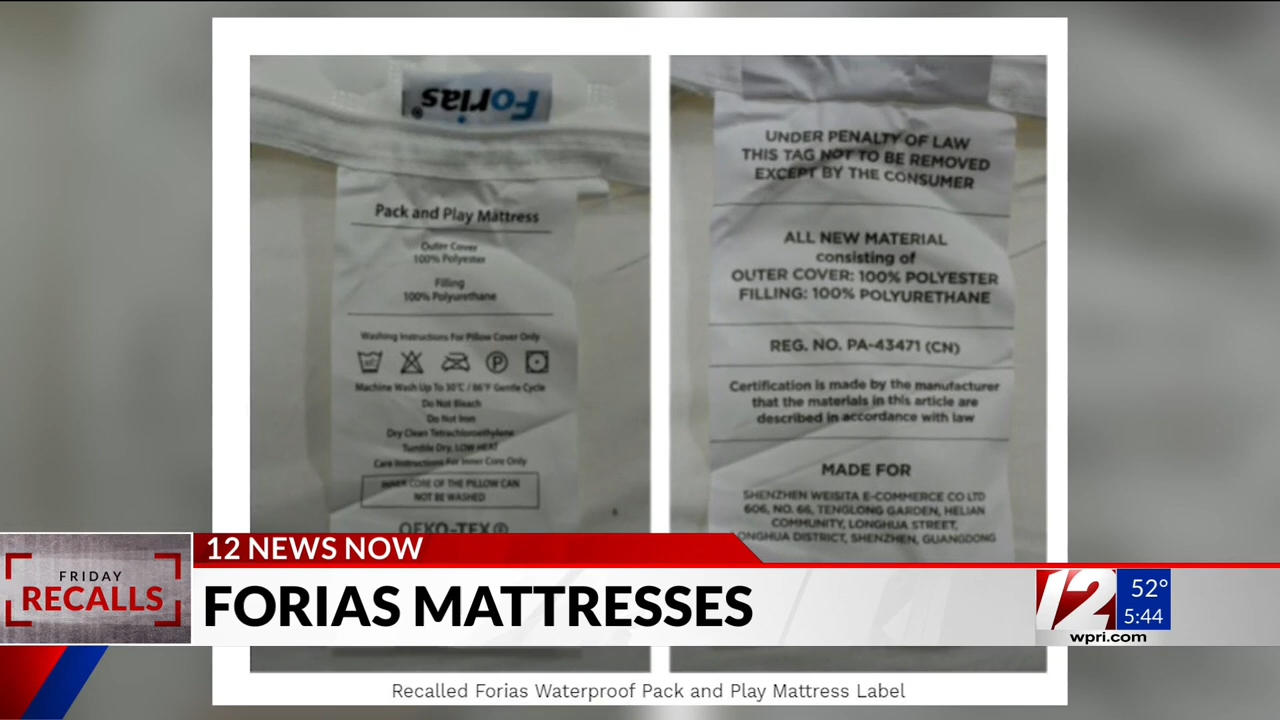 Forias®
Pack and Play Mattress
Outer Cover
100% Polyester
Filling
100% Polyurethane
Washing Instructions For Pillow Cover Only
P
Machine Wash Up To 30°C / 86°F Gentle Cycle
Do Not Bleach
Do Not Iron
Dry Clean Tetrachloroethylene
Tumble Dry, LOW HEAT
Care Instructions For Inner Core Only
INNER CORE OF THE PILLOW CAN
NOT BE WASHED
OEKO-TEX®
UNDER PENALTY OF LAW
THIS TAG NOT TO BE REMOVED
EXCEPT BY THE CONSUMER
ALL NEW MATERIAL
consisting of
OUTER COVER: 100% POLYESTER
FILLING: 100% POLYURETHANE
REG. NO. PA-43471 (CN)
Certification is made by the manufacturer
that the materials in this article are
described in accordance with law
MADE FOR
SHENZHEN WEISITA E-COMMERCE CO LTD
606, NO. 66, TENGLONG GARDEN, HELIAN
COMMUNITY, LONGHUA STREET,
LONGHUA DISTRICT, SHENZHEN, GUANGDONG
12 NEWS NOW
FRIDAY
RECALLS
FORIAS MATTRESSES
12
52°
5:44
wpri.com
Recalled Forias Waterproof Pack and Play Mattress Label